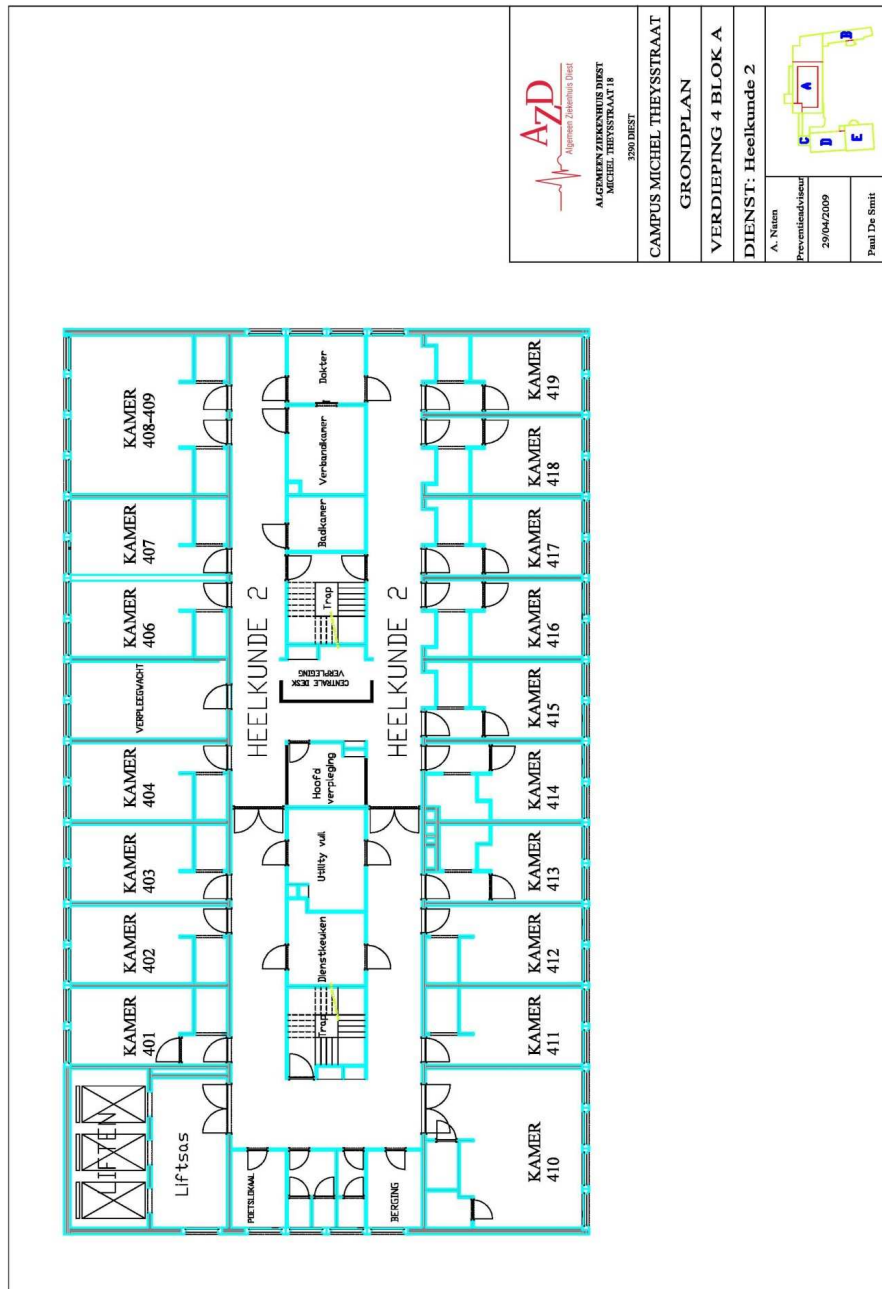 AZD
Algemeen Ziekenhuis Diest
ALGEMEEN ZIEKENHUIS DIEST
MICHEL THEYSSTRAAT 18
3290 DIEST
CAMPUS MICHEL THEYSSTRAAT
GRONDPLAN
VERDIEPING 4 BLOK A
DIENST: Heelkunde 2
A. Naten
Preventieadviseur
29/04/2009
Paul De Smit
A
B
C
D
E
LIFTEN
Liftsas
KAMER
401
KAMER
402
KAMER
403
KAMER
404
VERPLEEGWACHT
KAMER
406
KAMER
407
KAMER
408-409
HEELKUNDE 2
POETSLOKAAL
BERGING
Trap
Dienstkeuken
Utility vuil
Hoofd
verpleging
CENTRALE DESK
VERPLEGING
Trap
Badkamer
Verbandkamer
Dokter
HEELKUNDE 2
KAMER
410
KAMER
411
KAMER
412
KAMER
413
KAMER
414
KAMER
415
KAMER
416
KAMER
417
KAMER
418
KAMER
419